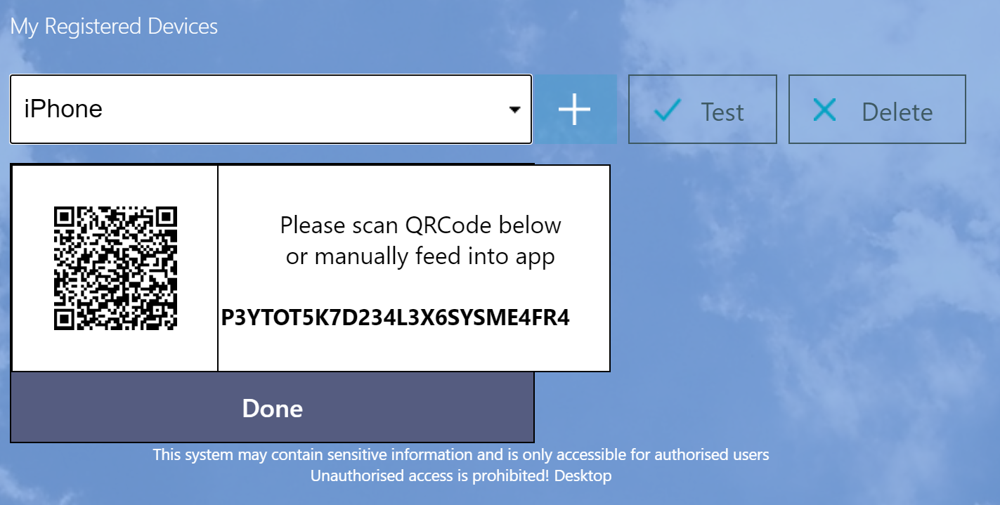 My Registered Devices
iPhone
Test
Delete
Please scan QRCode below
or manually feed into app
P3YTOT5K7D234L3X6SYSME4FR4
Done
This system may contain sensitive information and is only accessible for authorised users
Unauthorised access is prohibited! Desktop